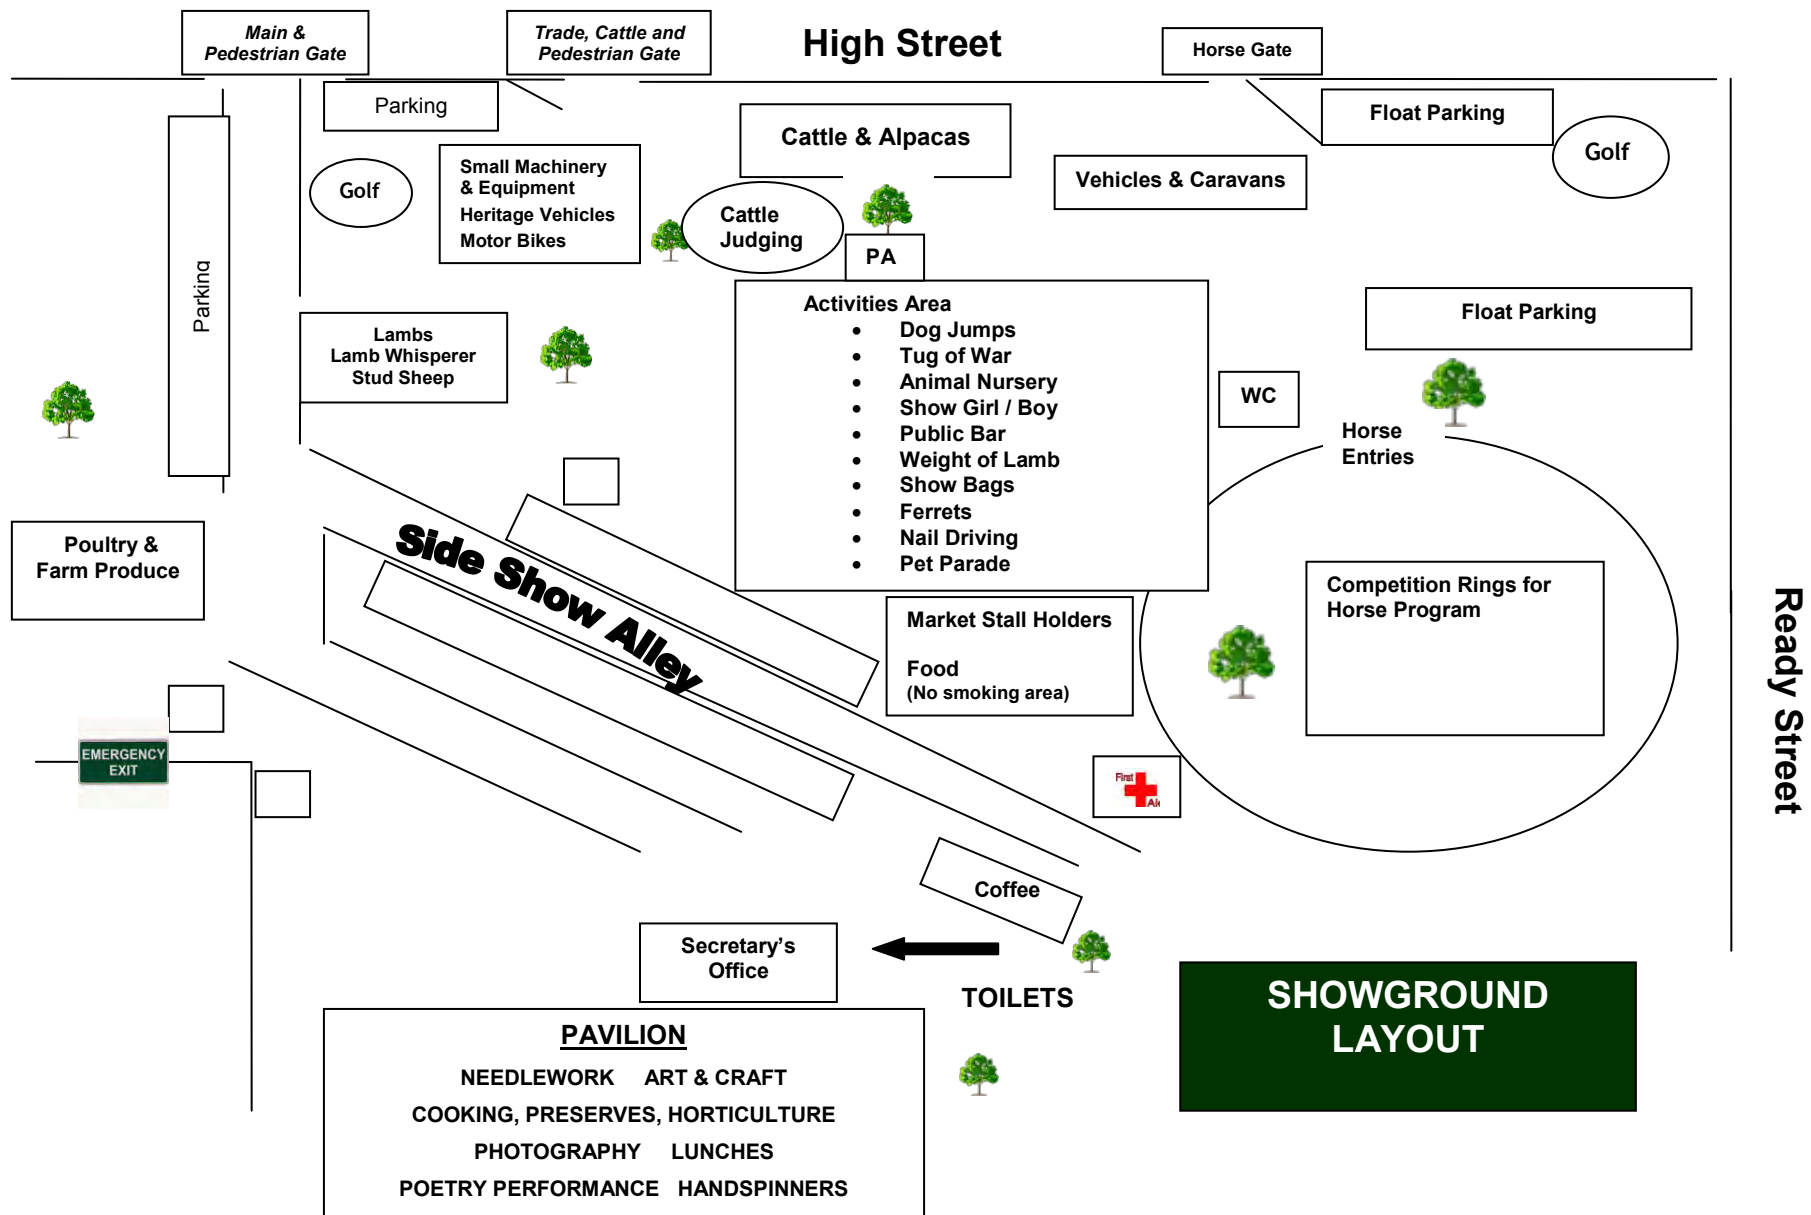 Main &
Pedestrian Gate
Trade, Cattle and
Pedestrian Gate
High Street
Horse Gate
Parking
Cattle & Alpacas
Float Parking
Golf
Golf
Small Machinery
& Equipment
Heritage Vehicles
Motor Bikes
Vehicles & Caravans
Cattle
Judging
PA
Parking
Lambs
Lamb Whisperer
Stud Sheep
Activities Area
• Dog Jumps
• Tug of War
• Animal Nursery
• Show Girl / Boy
• Public Bar
• Weight of Lamb
• Show Bags
• Ferrets
• Nail Driving
• Pet Parade
Float Parking
WC
Horse
Entries
Poultry &
Farm Produce
Side Show Alley
Market Stall Holders
Food
(No smoking area)
Competition Rings for
Horse Program
Ready Street
EMERGENCY
EXIT
First
Coffee
Secretary's
Office
TOILETS
SHOWGROUND
LAYOUT
PAVILION
NEEDLEWORK ART & CRAFT
COOKING, PRESERVES, HORTICULTURE
PHOTOGRAPHY LUNCHES
POETRY PERFORMANCE HANDSPINNERS